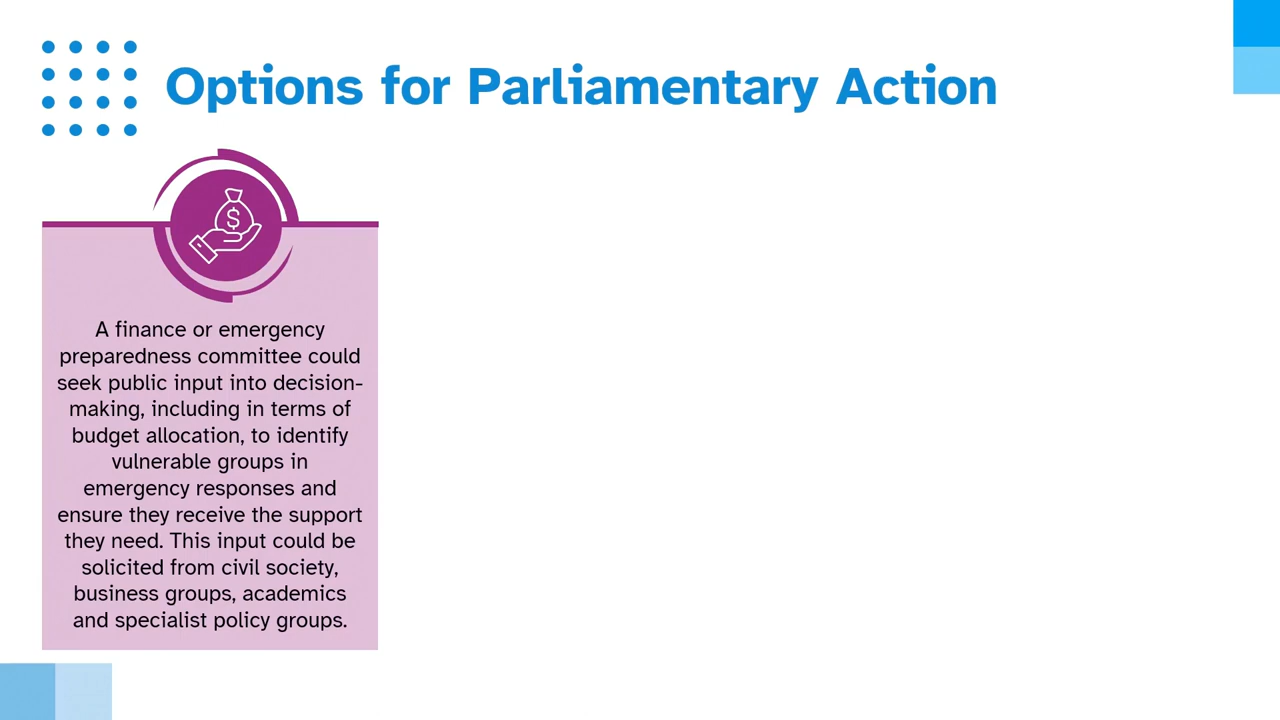 Options for Parliamentary Action
$
A finance or emergency
preparedness committee could
seek public input into decision-
making, including in terms of
budget allocation, to identify
vulnerable groups in
emergency responses and
ensure they receive the support
they need. This input could be
solicited from civil society,
business groups, academics
and specialist policy groups.